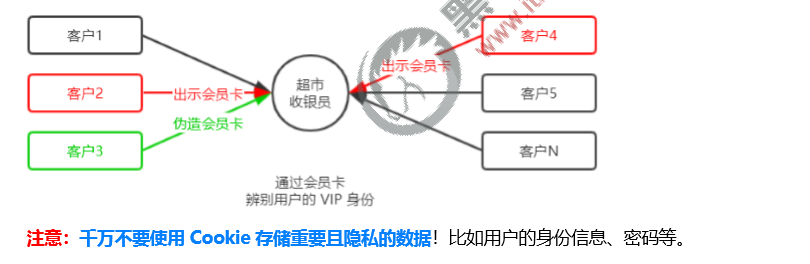 客户1
客户4
超市
收银员
客户2
出示会员卡
出示会员卡
客户5
伪造会员卡
客户3
客户N
通过会员卡
辨别用户的 VIP 身份
注意：千万不要使用 Cookie 存储重要且隐私的数据！比如用户的身份信息、密码等。
黑
www.it